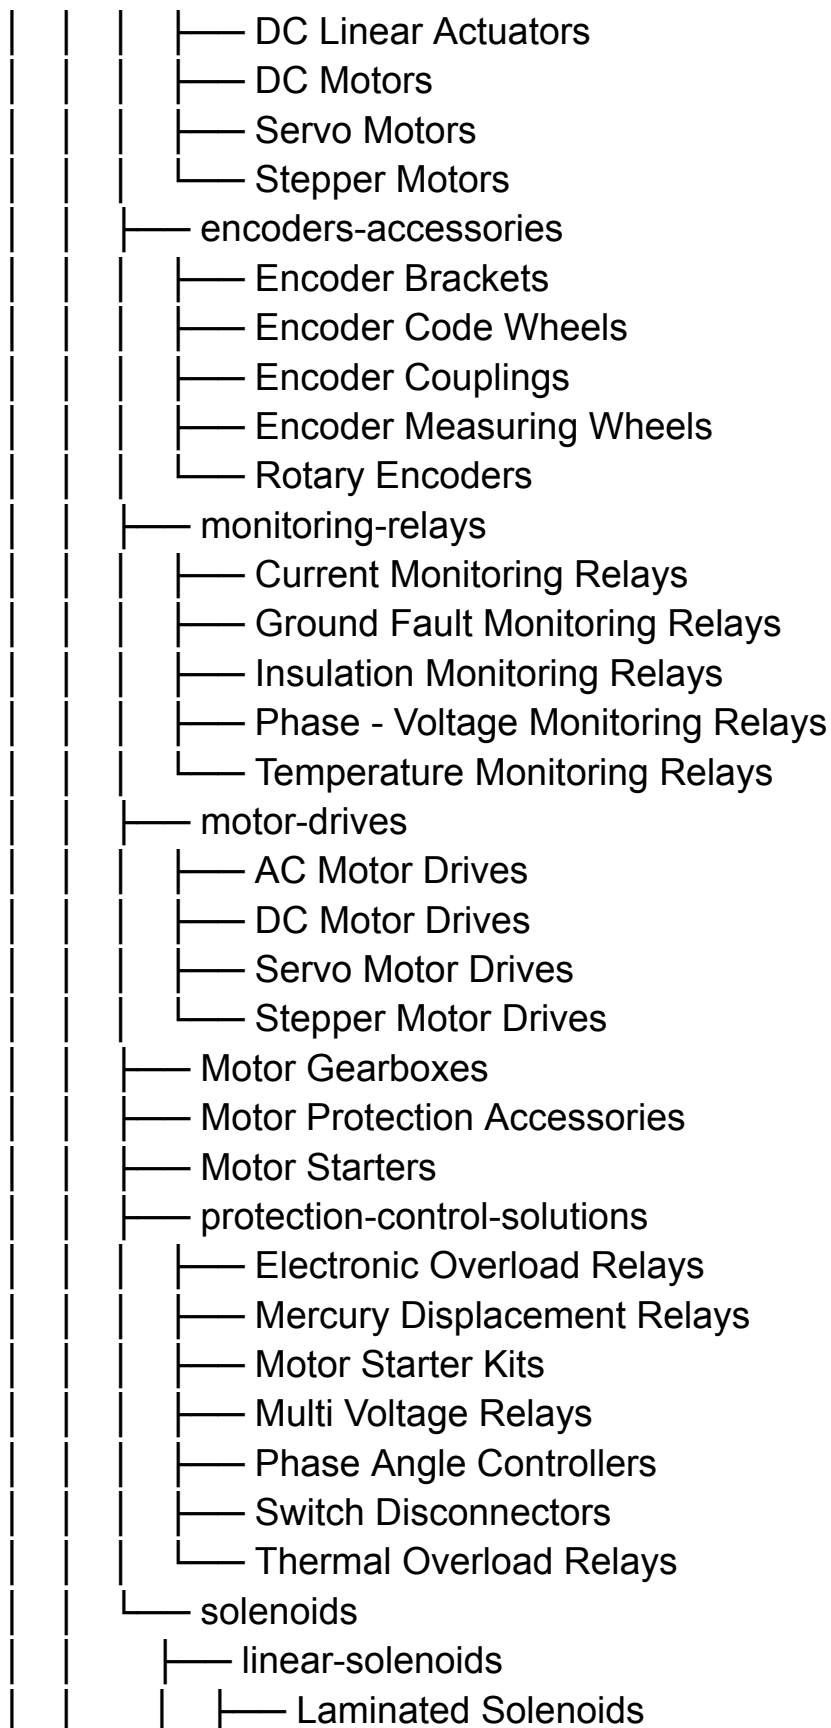 │   │   │   ├── DC Linear Actuators
│   │   │   ├── DC Motors
│   │   │   ├── Servo Motors
│   │   │   └── Stepper Motors
│   │   ├── encoders-accessories
│   │   │   ├── Encoder Brackets
│   │   │   ├── Encoder Code Wheels
│   │   │   ├── Encoder Couplings
│   │   │   ├── Encoder Measuring Wheels
│   │   │   └── Rotary Encoders
│   │   ├── monitoring-relays
│   │   │   ├── Current Monitoring Relays
│   │   │   ├── Ground Fault Monitoring Relays
│   │   │   ├── Insulation Monitoring Relays
│   │   │   ├── Phase - Voltage Monitoring Relays
│   │   │   └── Temperature Monitoring Relays
│   │   ├── motor-drives
│   │   │   ├── AC Motor Drives
│   │   │   ├── DC Motor Drives
│   │   │   ├── Servo Motor Drives
│   │   │   └── Stepper Motor Drives
│   │   ├── Motor Gearboxes
│   │   ├── Motor Protection Accessories
│   │   ├── Motor Starters
│   │   ├── protection-control-solutions
│   │   │   ├── Electronic Overload Relays
│   │   │   ├── Mercury Displacement Relays
│   │   │   ├── Motor Starter Kits
│   │   │   ├── Multi Voltage Relays
│   │   │   ├── Phase Angle Controllers
│   │   │   ├── Switch Disconnectors
│   │   │   └── Thermal Overload Relays
│   │   └── solenoids
│   │       ├── linear-solenoids
│   │       │   ├── Laminated Solenoids